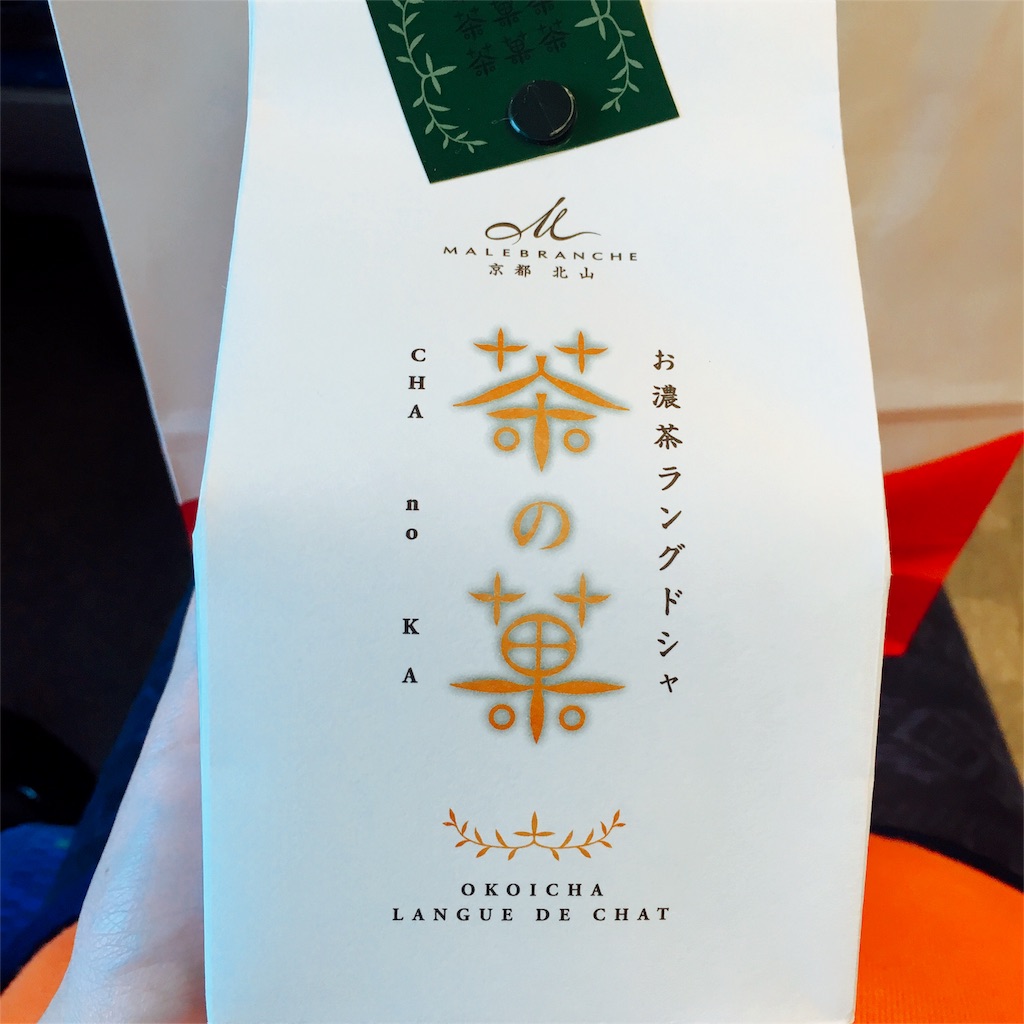 茶菓茶
茶菓茶
MALEBRANCHE
京都 北山
お濃茶ラングドシャ
茶の菓
CHA no KA
OKOICHA
LANGUE DE CHAT